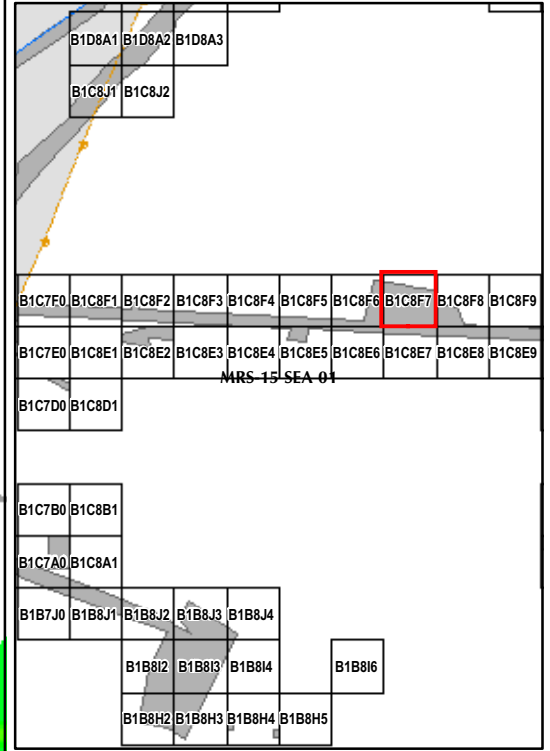 B1D8A1 B1D8A2 B1D8A3
B1C8J1 B1C8J2
B1C7F0 B1C8F1 B1C8F2 B1C8F3 B1C8F4 B1C8F5 B1C8F6 B1C8F7 B1C8F8 B1C8F9
B1C7E0 B1C8E1 B1C8E2 B1C8E3 B1C8E4 B1C8E5 B1C8E6 B1C8E7 B1C8E8 B1C8E9
MRS-15 SEA 01
B1C7D0 B1C8D1
B1C7B0 B1C8B1
B1C7A0 B1C8A1
B1B7J0 B1B8J1 B1B8J2 B1B8J3 B1B8J4
B1B8I2 B1B8I3 B1B8I4 B1B8I6
B1B8H2 B1B8H3 B1B8H4 B1B8H5